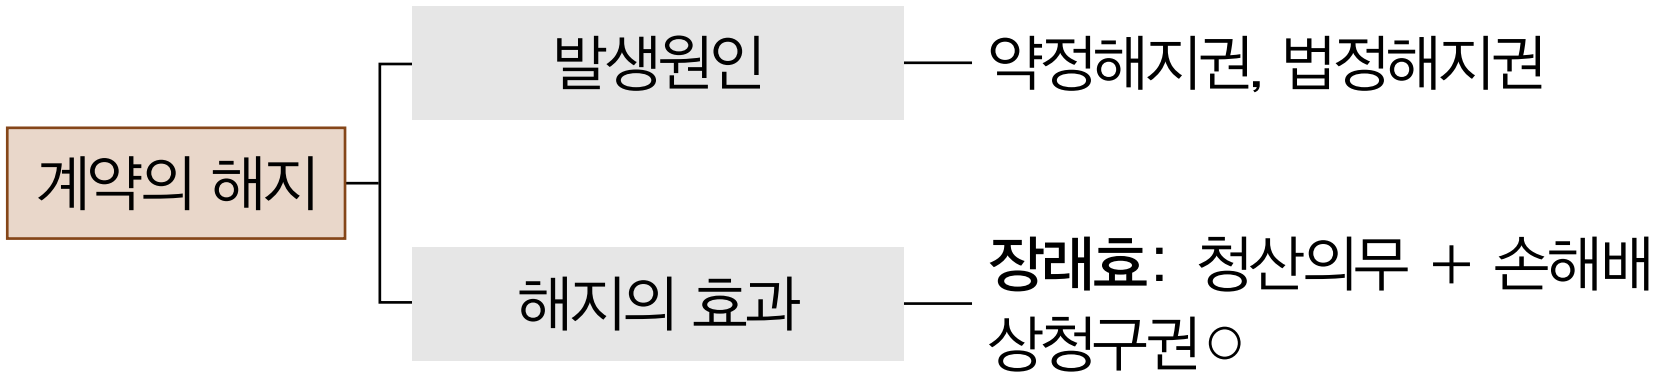 계약의 해지
발생원인
약정해지권, 법정해지권
해지의 효과
장래효: 청산의무 + 손해배
상청구권○